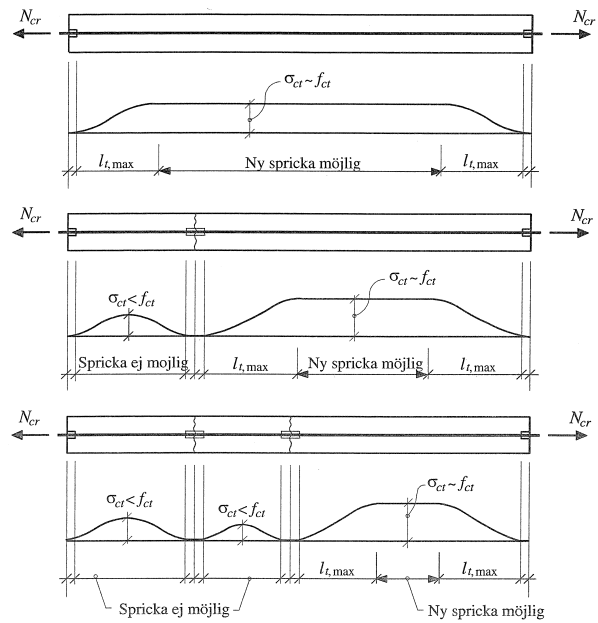 N_cr N_cr
σ_ct ~ f_ct
l_t,max Ny spricka möjlig l_t,max
N_cr N_cr
σ_ct < f_ct σ_ct ~ f_ct
Spricka ej mojlig l_t,max Ny spricka möjlig l_t,max
N_cr N_cr
σ_ct < f_ct σ_ct < f_ct σ_ct ~ f_ct
l_t,max l_t,max
Spricka ej möjlig Ny spricka möjlig